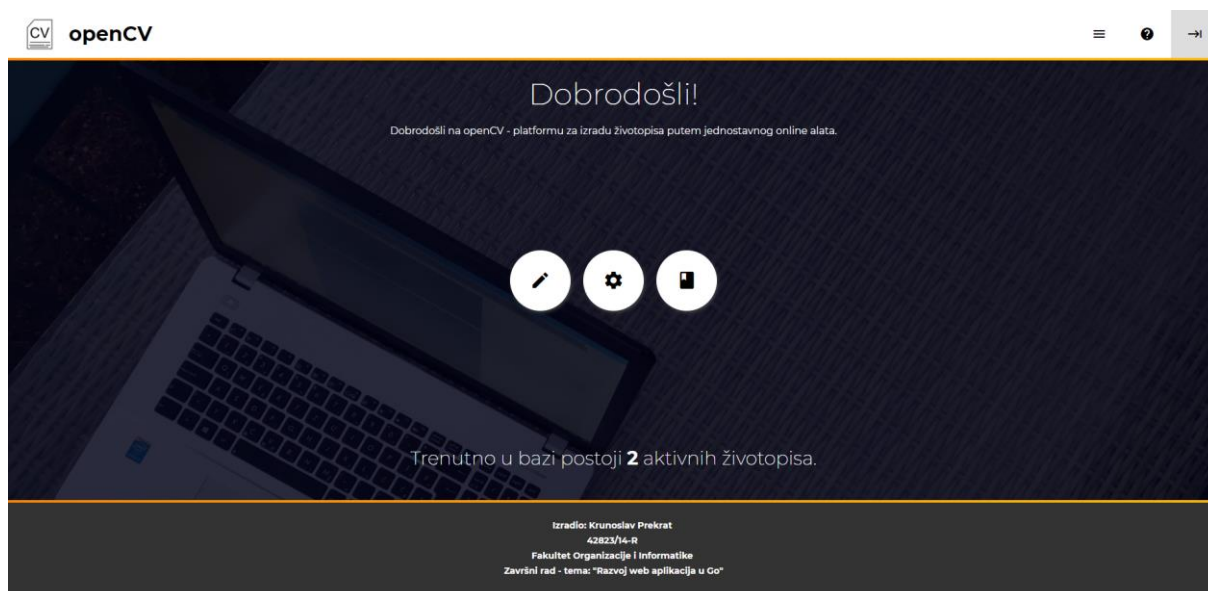 CV
openCV
Dobrodošli!
Dobrodošli na openCV - platformu za izradu životopisa putem jednostavnog online alata.
Trenutno u bazi postoji 2 aktivnih životopisa.
Izradio: Krunoslav Prekrat
42823/14-R
Fakultet Organizacije i Informatike
Završni rad - tema: "Razvoj web aplikacija u Go"